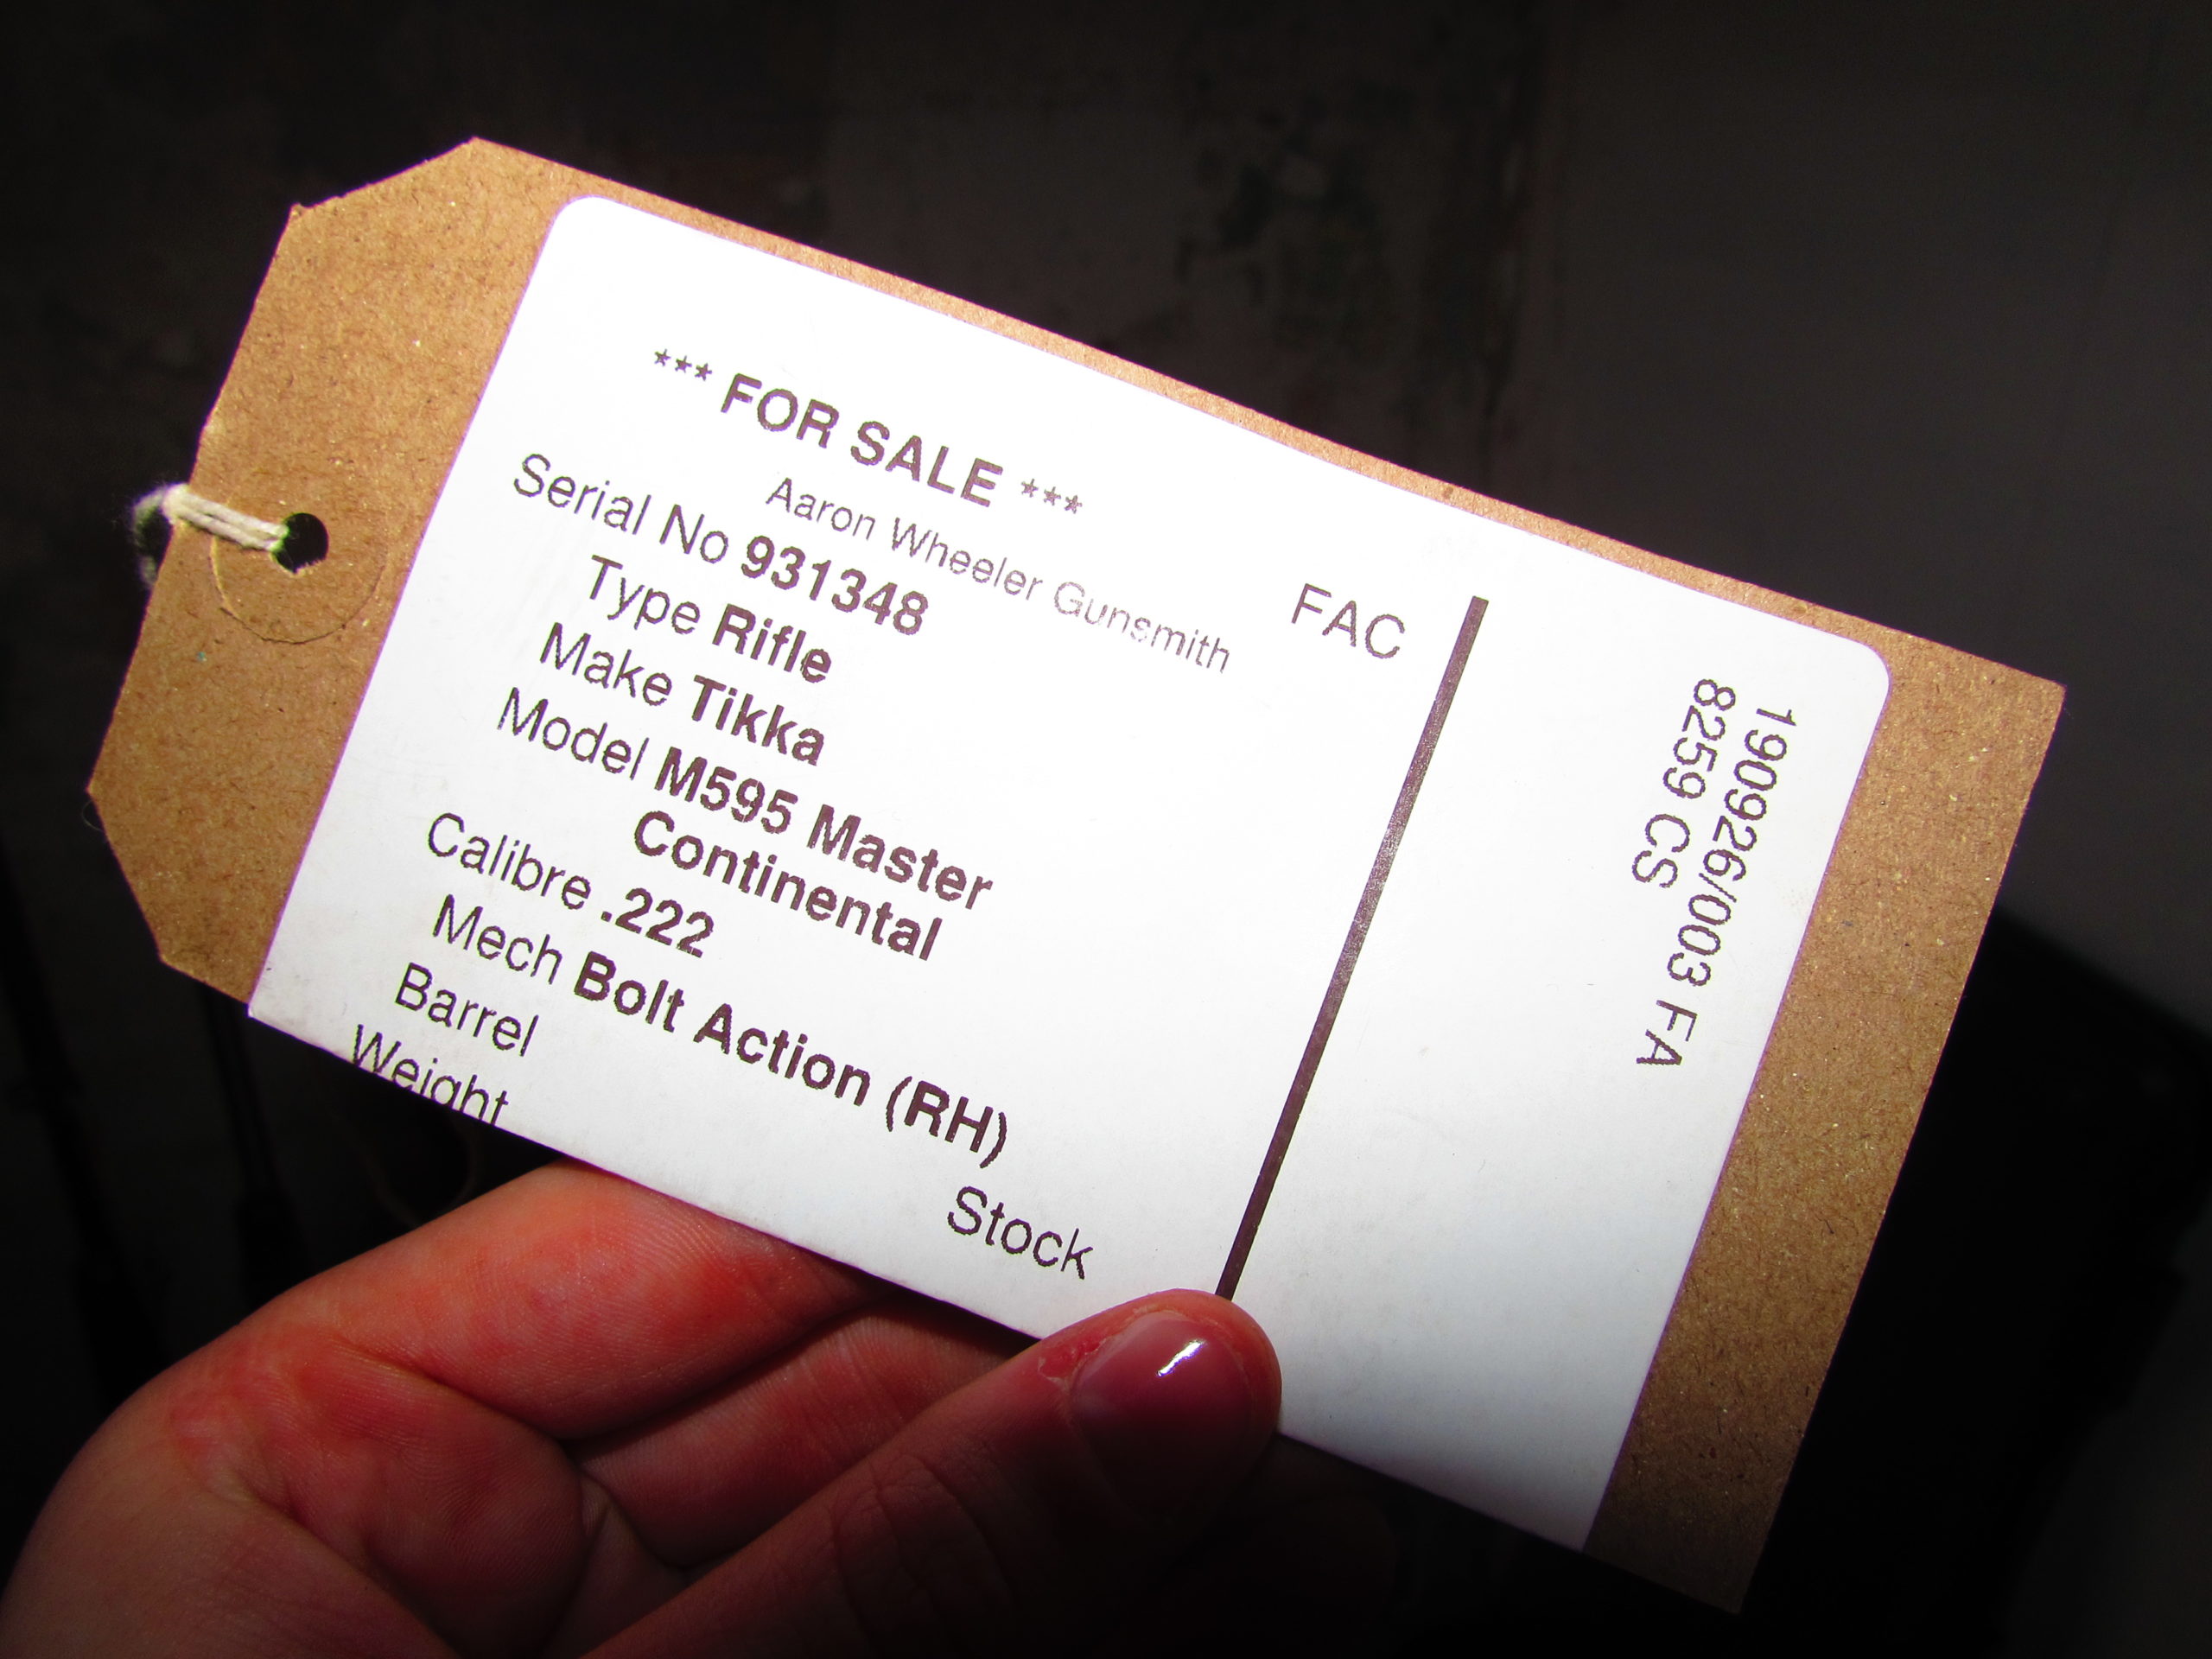 *** FOR SALE ***
Aaron Wheeler Gunsmith
FAC
Serial No 931348
Type Rifle
Make Tikka
Model M595 Master
Continental
Calibre .222
Mech Bolt Action (RH)
Barrel
Weight
Stock
190926/003 FA
8259 CS